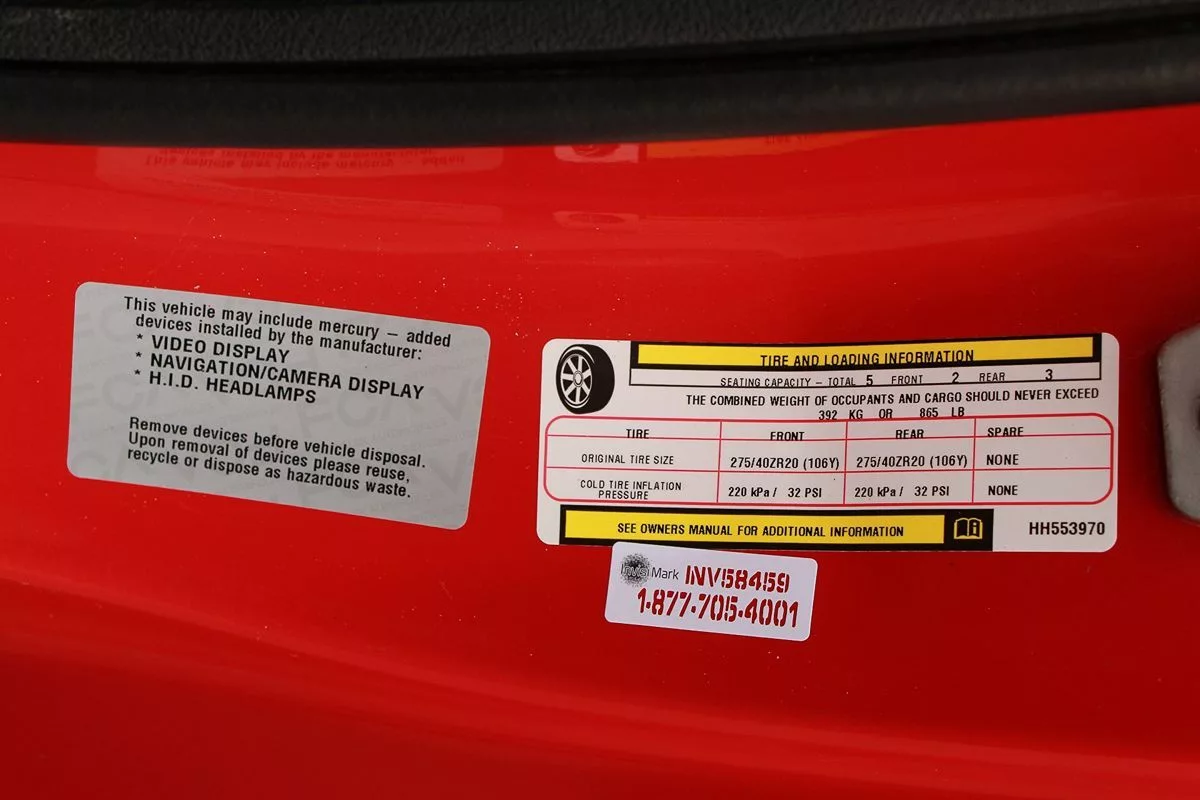 This vehicle may include mercury – added
devices installed by the manufacturer:
* VIDEO DISPLAY
* NAVIGATION/CAMERA DISPLAY
* H.I.D. HEADLAMPS
Remove devices before vehicle disposal.
Upon removal of devices please reuse,
recycle or dispose as hazardous waste.
TIRE AND LOADING INFORMATION
SEATING CAPACITY – TOTAL 5 FRONT 2 REAR 3
THE COMBINED WEIGHT OF OCCUPANTS AND CARGO SHOULD NEVER EXCEED
392 KG OR 865 LB
TIRE FRONT REAR SPARE
ORIGINAL TIRE SIZE 275/40ZR20 (106Y) 275/40ZR20 (106Y) NONE
COLD TIRE INFLATION
PRESSURE 220 kPa / 32 PSI 220 kPa / 32 PSI NONE
SEE OWNERS MANUAL FOR ADDITIONAL INFORMATION HH553970
Mark INV58459
1-877-705-4001